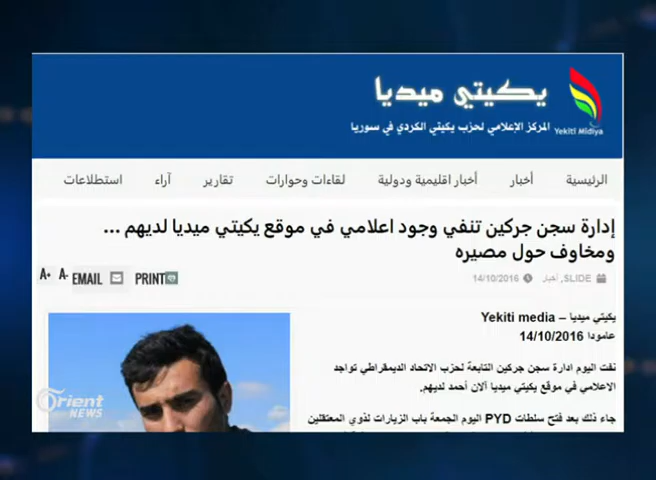 يكيتي ميديا
المركز الإعلامي لحزب يكيتي الكردي في سوريا
Yekiti Midiya
الرئيسية أخبار أخبار اقليمية ودولية لقاءات وحوارات تقارير آراء استطلاعات
إدارة سجن جركين تنفي وجود اعلامي في موقع يكيتي ميديا لديهم ...
ومخاوف حول مصيره
SLIDE, أخبار 14/10/2016
PRINT EMAIL A- A+
يكيتي ميديا – Yekiti media
عامودا 14/10/2016
نفت اليوم ادارة سجن جركين التابعة لحزب الاتحاد الديمقراطي تواجد
الاعلامي في موقع يكيتي ميديا آلان أحمد لديهم.
جاء ذلك بعد فتح سلطات PYD اليوم الجمعة باب الزيارات لذوي المعتقلين
Orient
NEWS